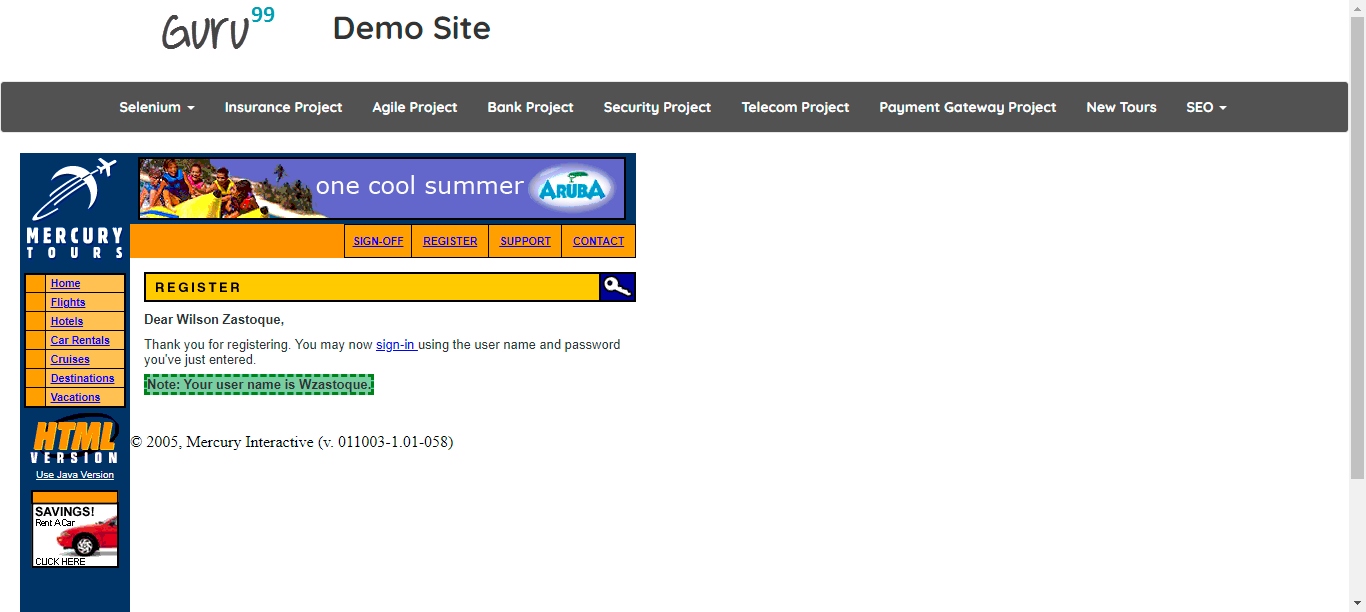 Guru99
Demo Site
Selenium Insurance Project Agile Project Bank Project Security Project Telecom Project Payment Gateway Project New Tours SEO
one cool summer ARUBA
MERCURY
TOURS
SIGN-OFF REGISTER SUPPORT CONTACT
Home
Flights
Hotels
Car Rentals
Cruises
Destinations
Vacations
HTML
VERSION
Use Java Version
SAVINGS!
Rent A Car
CLICK HERE
REGISTER
Dear Wilson Zastoque,
Thank you for registering. You may now sign-in using the user name and password
you've just entered.
Note: Your user name is Wzastoque.
© 2005, Mercury Interactive (v. 011003-1.01-058)